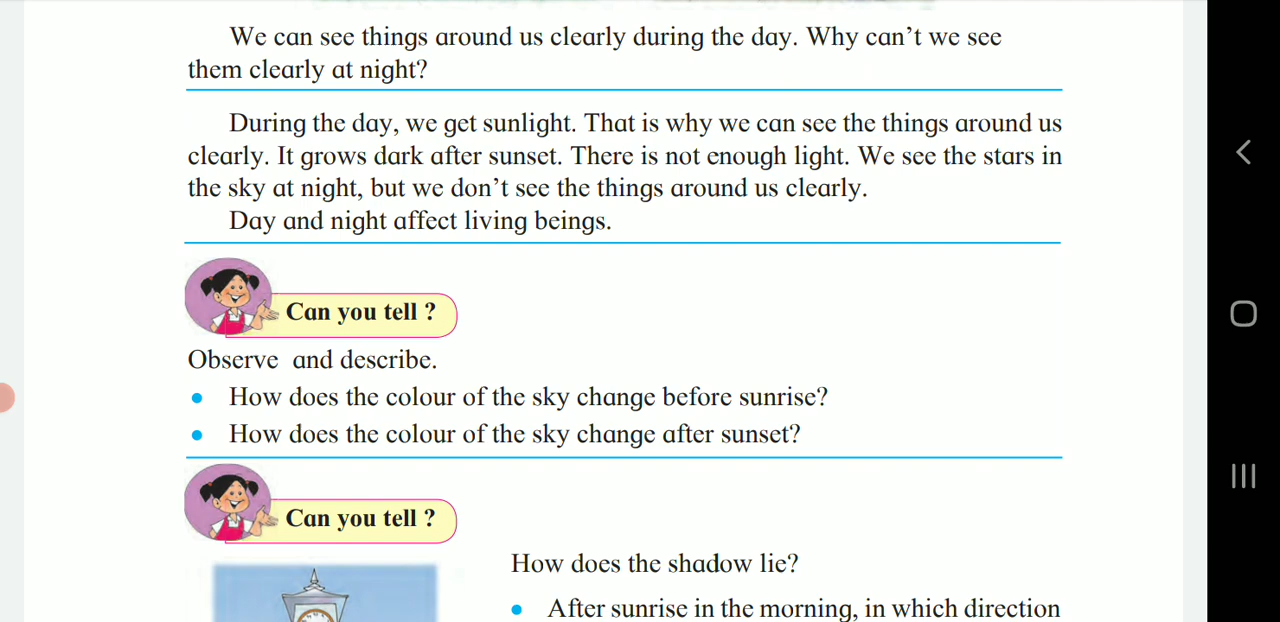 We can see things around us clearly during the day. Why can't we see
them clearly at night?
During the day, we get sunlight. That is why we can see the things around us
clearly. It grows dark after sunset. There is not enough light. We see the stars in
the sky at night, but we don't see the things around us clearly.
Day and night affect living beings.
Can you tell ?
Observe and describe.
• How does the colour of the sky change before sunrise?
• How does the colour of the sky change after sunset?
Can you tell ?
How does the shadow lie?
• After sunrise in the morning, in which direction